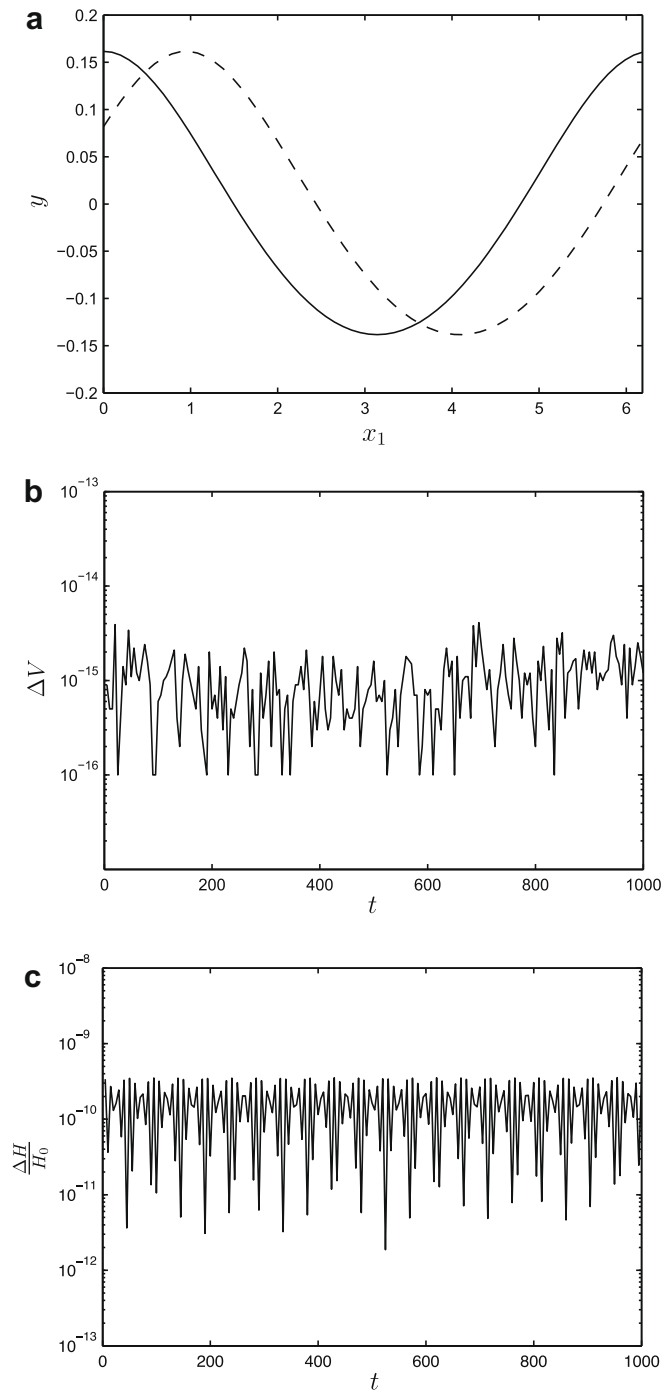 a
0.2
0.15
0.1
0.05
0
−0.05
−0.1
−0.15
−0.2
y
0 1 2 3 4 5 6
x₁
b
10⁻¹³
10⁻¹⁴
10⁻¹⁵
10⁻¹⁶
ΔV
0 200 400 600 800 1000
t
c
10⁻⁸
10⁻⁹
10⁻¹⁰
10⁻¹¹
10⁻¹²
10⁻¹³
ΔH
H₀
0 200 400 600 800 1000
t